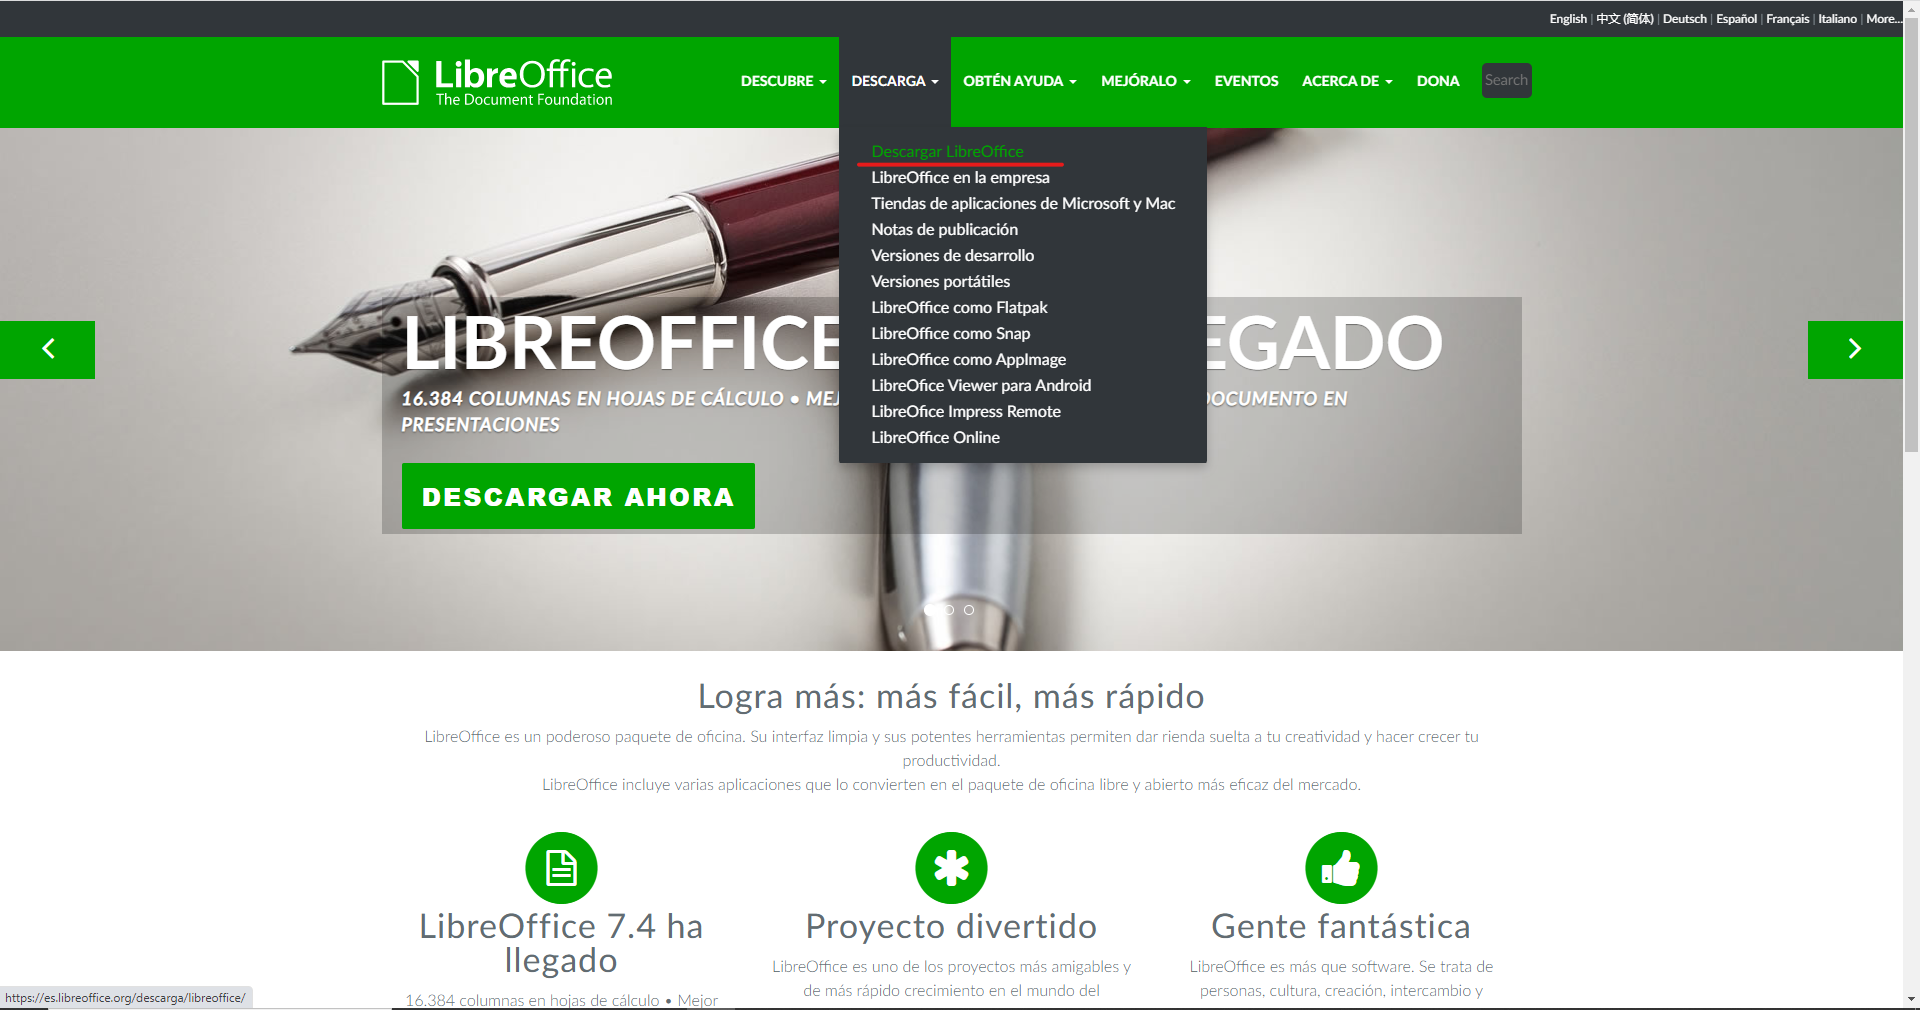 English | 中文 (简体) | Deutsch | Español | Français | Italiano | More...
LibreOffice
The Document Foundation
DESCUBRE
DESCARGA
OBTÉN AYUDA
MEJÓRALO
EVENTOS
ACERCA DE
DONA
Search
Descargar LibreOffice
LibreOffice en la empresa
Tiendas de aplicaciones de Microsoft y Mac
Notas de publicación
Versiones de desarrollo
Versiones portátiles
LibreOffice como Flatpak
LibreOffice como Snap
LibreOffice como AppImage
LibreOfice Viewer para Android
LibreOfice Impress Remote
LibreOffice Online
LIBREOFFICE EGADO
16.384 COLUMNAS EN HOJAS DE CÁLCULO • MEJ OCUMENTO EN
PRESENTACIONES
DESCARGAR AHORA
Logra más: más fácil, más rápido
LibreOffice es un poderoso paquete de oficina. Su interfaz limpia y sus potentes herramientas permiten dar rienda suelta a tu creatividad y hacer crecer tu
productividad.
LibreOffice incluye varias aplicaciones que lo convierten en el paquete de oficina libre y abierto más eficaz del mercado.
LibreOffice 7.4 ha
llegado
16.384 columnas en hojas de cálculo • Mejor
Proyecto divertido
LibreOffice es uno de los proyectos más amigables y
de más rápido crecimiento en el mundo del
Gente fantástica
LibreOffice es más que software. Se trata de
personas, cultura, creación, intercambio y
https://es.libreoffice.org/descarga/libreoffice/